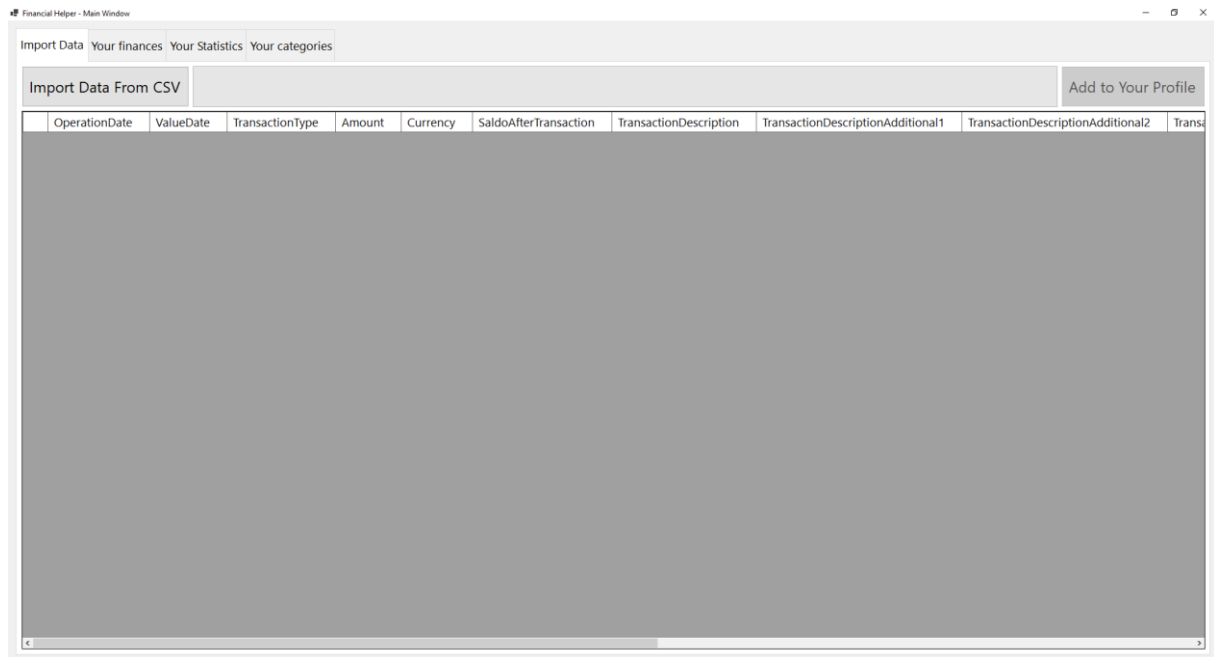 Financial Helper - Main Window
Import Data Your finances Your Statistics Your categories
Import Data From CSV Add to Your Profile
OperationDate ValueDate TransactionType Amount Currency SaldoAfterTransaction TransactionDescription TransactionDescriptionAdditional1 TransactionDescriptionAdditional2